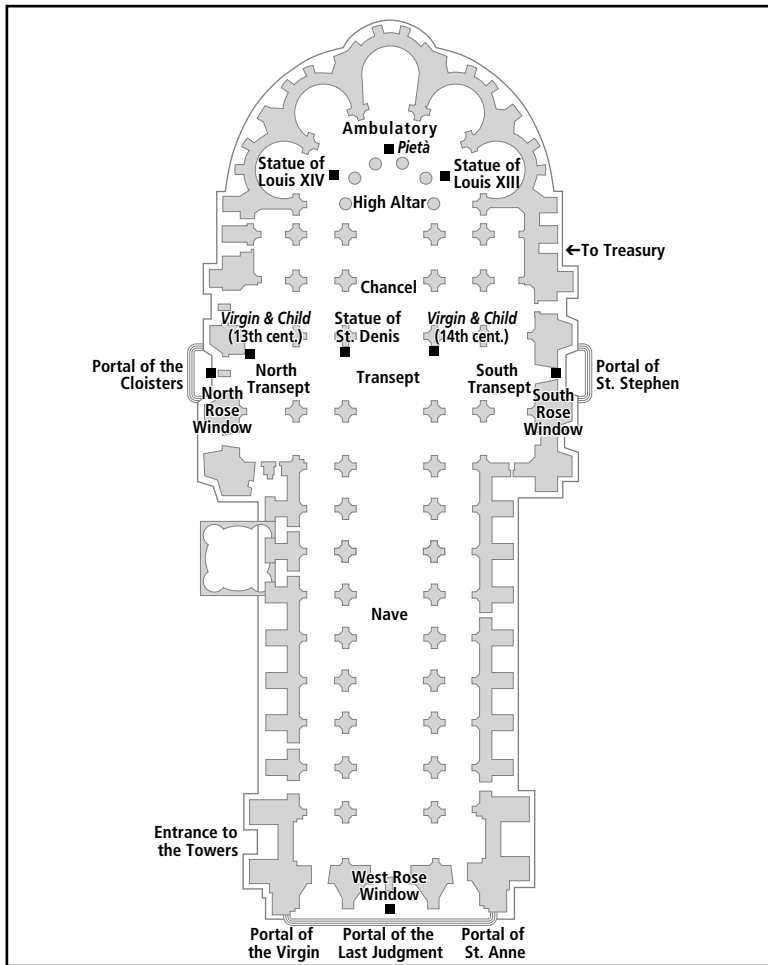 Ambulatory
Pietà
Statue of
Louis XIV
Statue of
Louis XIII
High Altar
←To Treasury
Chancel
Virgin & Child
(13th cent.)
Statue of
St. Denis
Virgin & Child
(14th cent.)
Portal of the
Cloisters
North
Transept
Transept
South
Transept
Portal of
St. Stephen
North
Rose
Window
South
Rose
Window
Nave
Entrance to
the Towers
West Rose
Window
Portal of
the Virgin
Portal of the
Last Judgment
Portal of
St. Anne